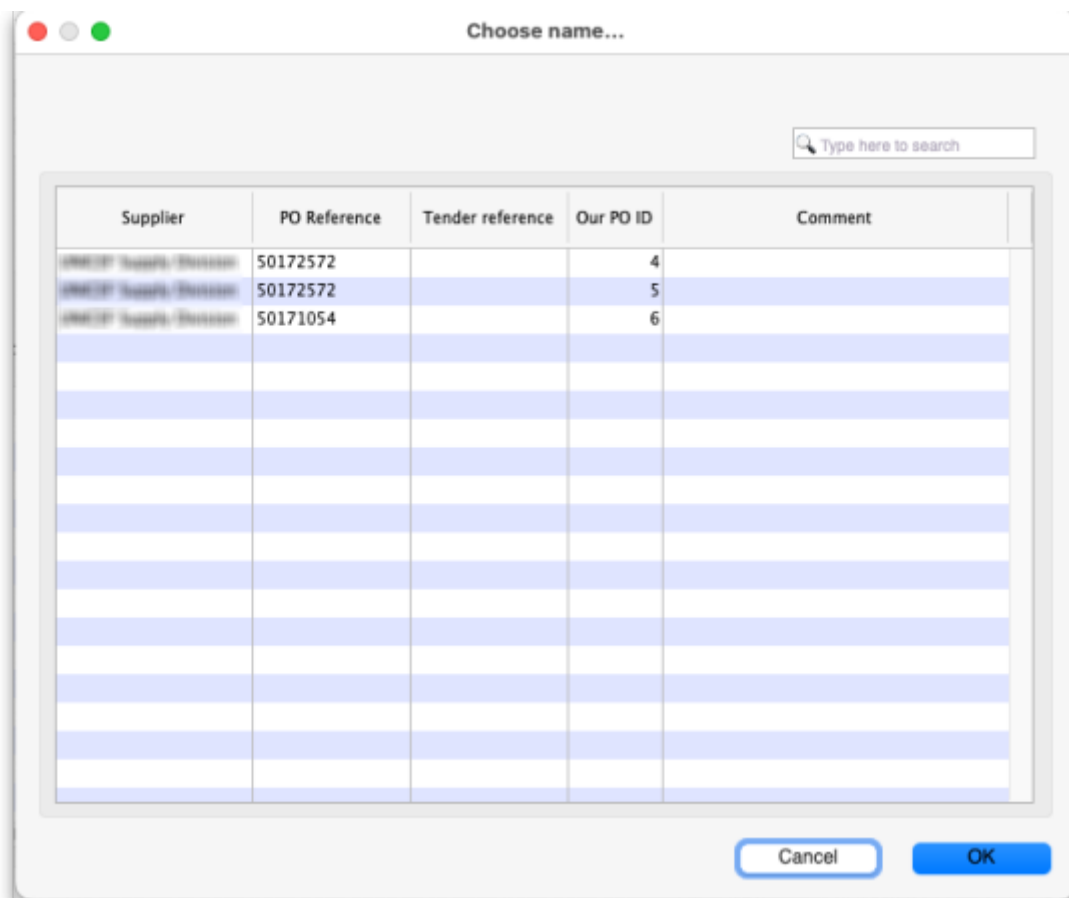 Choose name...
Type here to search
Supplier PO Reference Tender reference Our PO ID Comment
50172572 4
50172572 5
50171054 6
Cancel OK